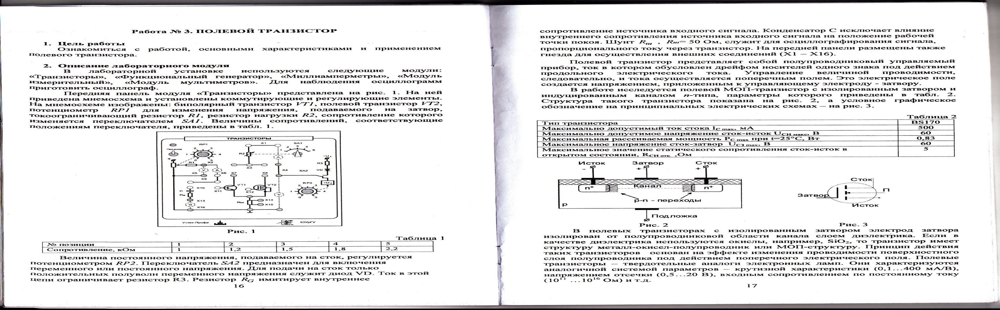 Работа № 3. ПОЛЕВОЙ ТРАНЗИСТОР
1. Цель работы
Ознакомиться с работой, основными характеристиками и применением
полевого транзистора.
2. Описание лабораторного модуля
В лабораторной установке используются следующие модули:
«Транзисторы», «Функциональный генератор», «Миллиамперметры», «Модуль
измерительный», «Модуль мультиметров». Для наблюдения осциллограмм
приготовить осциллограф.
Передняя панель модуля «Транзисторы» представлена на рис. 1. На ней
приведена мнемосхема и установлены коммутирующие и регулирующие элементы.
На мнемосхеме изображены: биполярный транзистор VT1, полевой транзистор VT2,
потенциометр RP1 для изменения напряжения, подаваемого на затвор,
токоограничивающий резистор R1, резистор нагрузки R2, сопротивление которого
изменяется переключателем SA1. Величины сопротивлений, соответствующие
положениям переключателя, приведены в табл. 1.
ТРАНЗИСТОРЫ
Питание
RP1
0 1 2 3 4 5
X1
SA1
1 2 3 4 5
R2
A
~U1
+
R1
X2
X3
R3
V
A
X4
SA2
VD
X5
X6
X7
X8
X9
VT1
VT2
RP2
~U2
X10
C
X11
X12
0 1 2 3 4 5
V
RG
X13
Rш
X14
G
X15
X16
Учтех-Профи
ЮУрГУ
Рис. 1
Таблица 1
№ позиции 1 2 3 4 5
Сопротивление, кОм 1 1,2 1,5 1,8 2,2
Величина постоянного напряжения, подаваемого на сток, регулируется
потенциометром RP2. Переключатель SA2 предназначен для включения
переменного или постоянного напряжения. Для подачи на сток только
положительных полуволн переменного напряжения служит диод VD. Ток в этой
цепи ограничивает резистор R3. Резистор RG имитирует внутреннее
16
сопротивление источника входного сигнала. Конденсатор С исключает влияние
внутреннего сопротивления источника входного сигнала на положение рабочей
точки покоя. Шунт Rш , Rш= 50 Ом, служит для осциллографирования сигнала,
пропорционального току через транзистор. На передней панели размещены также
гнезда для осуществления внешних соединений (X1 – X16).
Полевой транзистор представляет собой полупроводниковый управляемый
прибор, ток в котором обусловлен дрейфом носителей одного знака под действием
продольного электрического тока. Управление величиной проводимости,
следовательно, и тока осуществляется поперечным полем. Это электрическое поле
создается напряжением, приложенным к управляющему электроду - затвору.
В работе исследуется полевой МОП-транзистор с изолированным затвором и
индуцированным каналом n-типа, параметры которого приведены в табл. 2.
Структура такого транзистора показана на рис. 2, а условное графическое
обозначение на принципиальных электрических схемах – на рис. 3.
Таблица 2
Тип транзистора BS170
Максимально допустимый ток стока IC max, мА 500
Максимально допустимое напряжение сток-исток UСИ макс, В 60
Максимальная рассеиваемая мощность PC max при t=25°C, Вт 0,83
Максимальное напряжение сток-затвор UСЗ max, В 60
Максимальное значение статического сопротивления сток-исток в 5
открытом состоянии, RСИ отк. ,Ом
Исток Затвор Сток
- + +
n+ Канал n+
p-n - переходы
p
Подложка
Рис. 2
Сток
Затвор
П
Исток
Рис. 3
В полевых транзисторах с изолированным затвором электрод затвора
изолирован от полупроводниковой области канала слоем диэлектрика. Если в
качестве диэлектрика используются окислы, например, SiO₂, то транзистор имеет
структуру металл-окисел-полупроводник или МОП-структуру. Принцип действия
таких транзисторов основан на эффекте изменения проводимости поверхностного
слоя полупроводника под действием поперечного электрического поля. Полевые
транзисторы – твердотельные аналоги электронных ламп. Они характеризуются
аналогичной системой параметров – крутизной характеристики (0,1...400 мА/В),
напряжением отсечки (0,5...20 В), входным сопротивлением по постоянному току
(10¹¹ ...10¹⁶ Ом) и т.д.
17